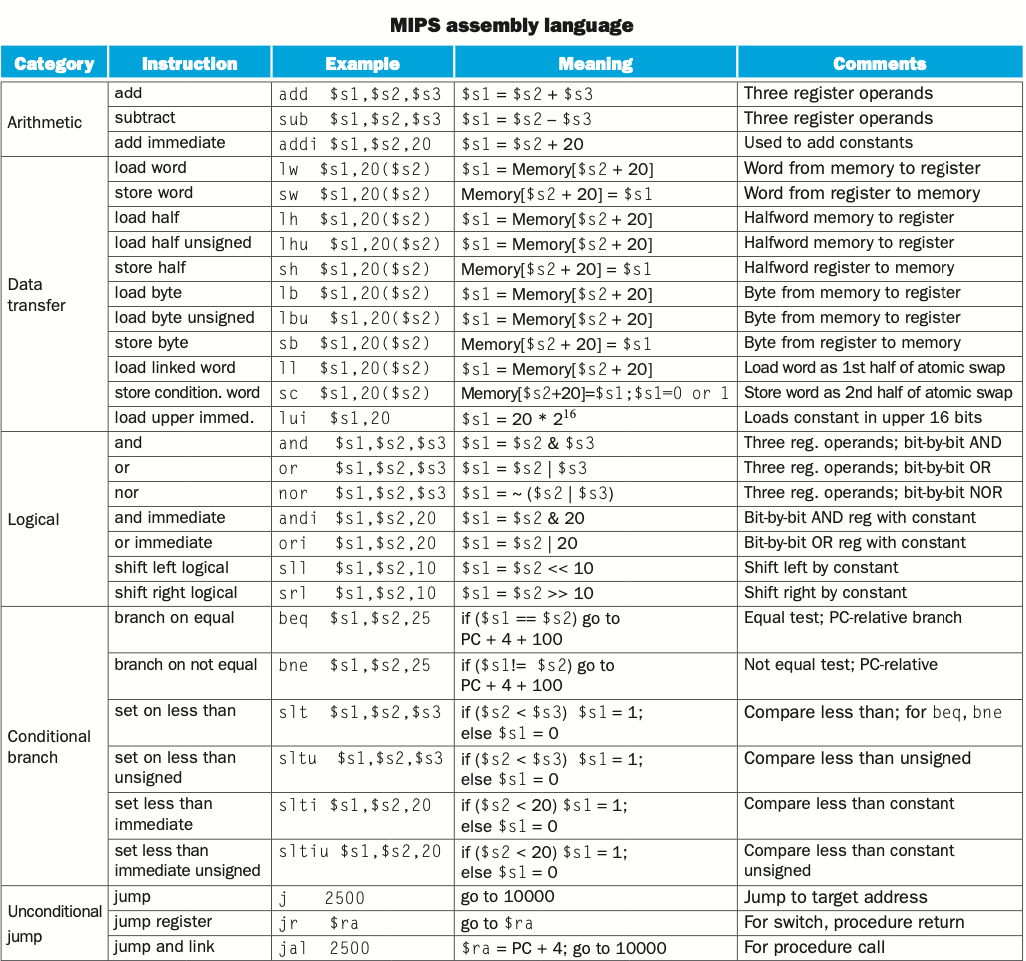 MIPS assembly language
Category Instruction Example Meaning Comments
Arithmetic
add add $s1,$s2,$s3 $s1 = $s2 + $s3 Three register operands
subtract sub $s1,$s2,$s3 $s1 = $s2 – $s3 Three register operands
add immediate addi $s1,$s2,20 $s1 = $s2 + 20 Used to add constants
Data
transfer
load word lw $s1,20($s2) $s1 = Memory[$s2 + 20] Word from memory to register
store word sw $s1,20($s2) Memory[$s2 + 20] = $s1 Word from register to memory
load half lh $s1,20($s2) $s1 = Memory[$s2 + 20] Halfword memory to register
load half unsigned lhu $s1,20($s2) $s1 = Memory[$s2 + 20] Halfword memory to register
store half sh $s1,20($s2) Memory[$s2 + 20] = $s1 Halfword register to memory
load byte lb $s1,20($s2) $s1 = Memory[$s2 + 20] Byte from memory to register
load byte unsigned lbu $s1,20($s2) $s1 = Memory[$s2 + 20] Byte from memory to register
store byte sb $s1,20($s2) Memory[$s2 + 20] = $s1 Byte from register to memory
load linked word ll $s1,20($s2) $s1 = Memory[$s2 + 20] Load word as 1st half of atomic swap
store condition. word sc $s1,20($s2) Memory[$s2+20]=$s1;$s1=0 or 1 Store word as 2nd half of atomic swap
load upper immed. lui $s1,20 $s1 = 20 * 2¹⁶ Loads constant in upper 16 bits
Logical
and and $s1,$s2,$s3 $s1 = $s2 & $s3 Three reg. operands; bit-by-bit AND
or or $s1,$s2,$s3 $s1 = $s2 | $s3 Three reg. operands; bit-by-bit OR
nor nor $s1,$s2,$s3 $s1 = ~ ($s2 | $s3) Three reg. operands; bit-by-bit NOR
and immediate andi $s1,$s2,20 $s1 = $s2 & 20 Bit-by-bit AND reg with constant
or immediate ori $s1,$s2,20 $s1 = $s2 | 20 Bit-by-bit OR reg with constant
shift left logical sll $s1,$s2,10 $s1 = $s2 << 10 Shift left by constant
shift right logical srl $s1,$s2,10 $s1 = $s2 >> 10 Shift right by constant
Conditional
branch
branch on equal beq $s1,$s2,25 if ($s1 == $s2) go to Equal test; PC-relative branch
PC + 4 + 100
branch on not equal bne $s1,$s2,25 if ($s1!= $s2) go to Not equal test; PC-relative
PC + 4 + 100
set on less than slt $s1,$s2,$s3 if ($s2 < $s3) $s1 = 1; Compare less than; for beq, bne
else $s1 = 0
set on less than sltu $s1,$s2,$s3 if ($s2 < $s3) $s1 = 1; Compare less than unsigned
unsigned else $s1 = 0
set less than slti $s1,$s2,20 if ($s2 < 20) $s1 = 1; Compare less than constant
immediate else $s1 = 0
set less than sltiu $s1,$s2,20 if ($s2 < 20) $s1 = 1; Compare less than constant
immediate unsigned else $s1 = 0 unsigned
Unconditional
jump
jump j 2500 go to 10000 Jump to target address
jump register jr $ra go to $ra For switch, procedure return
jump and link jal 2500 $ra = PC + 4; go to 10000 For procedure call